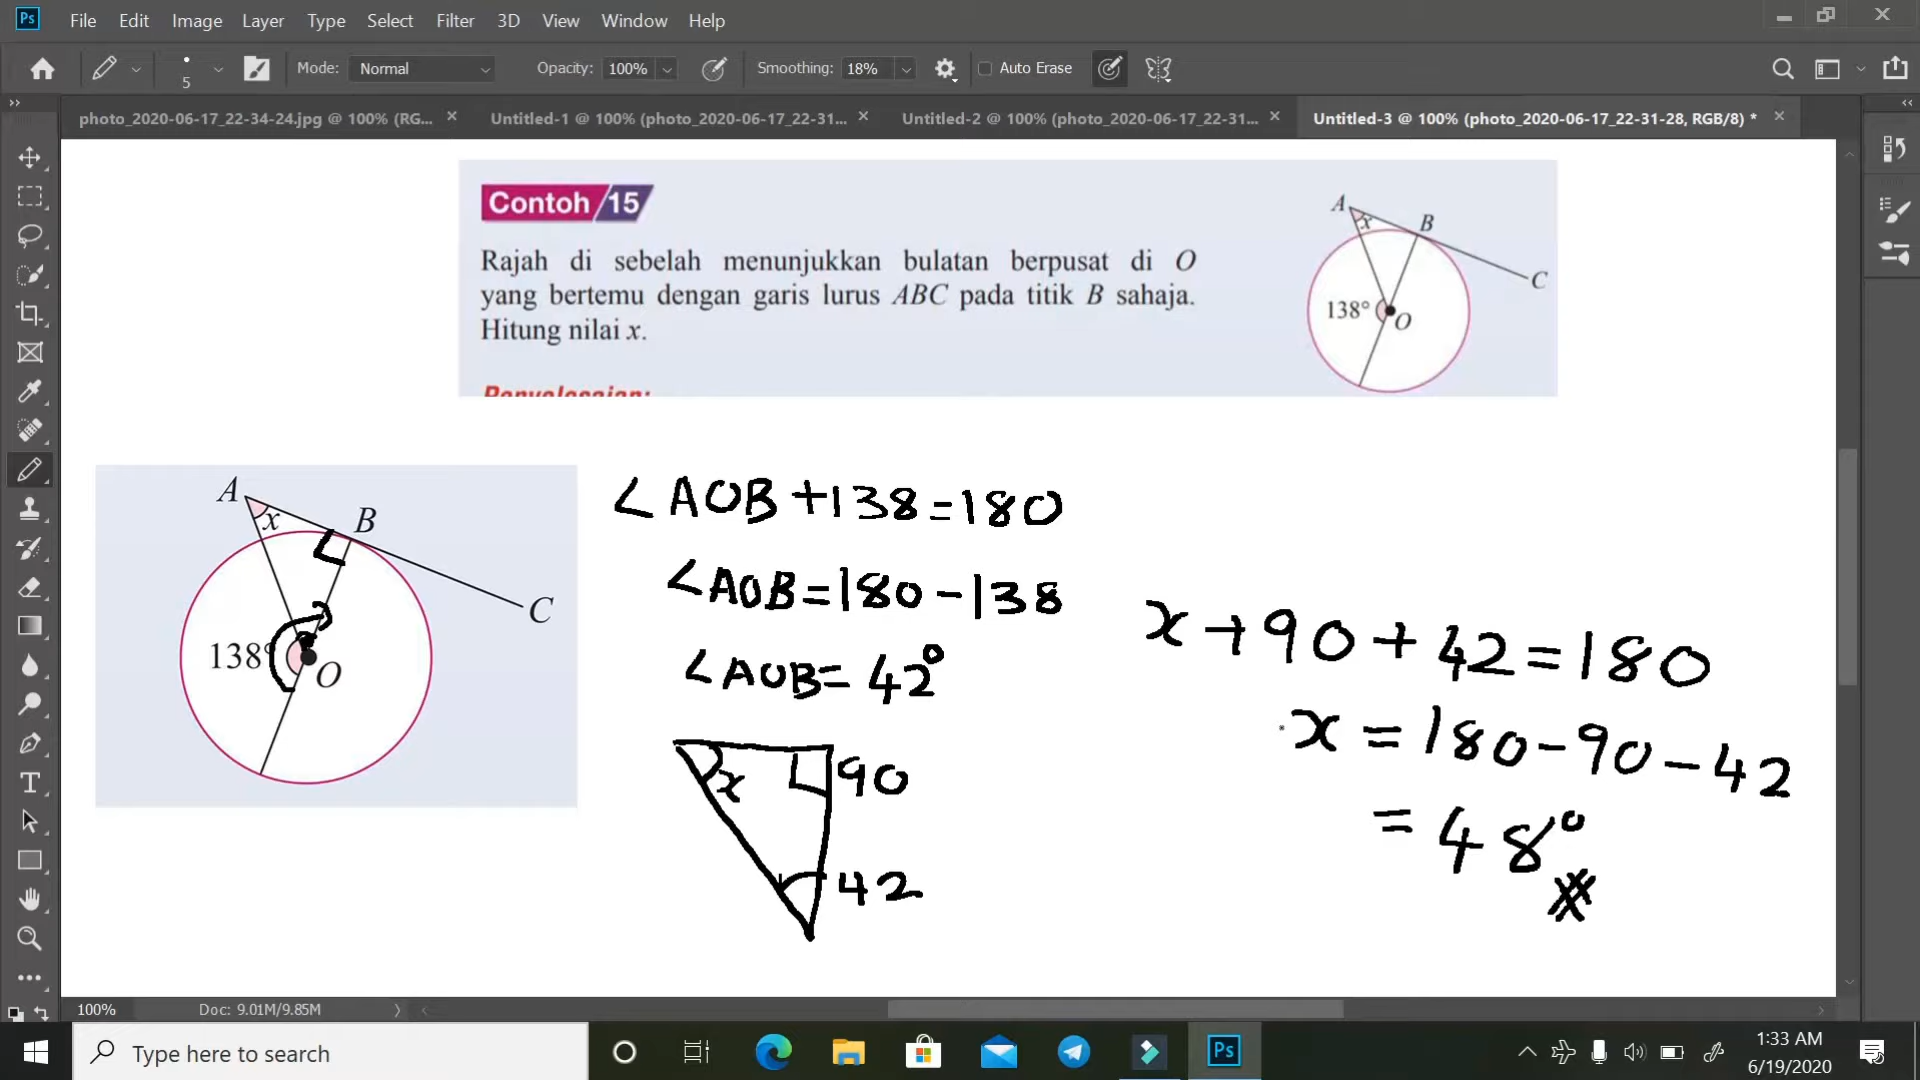 Ps File Edit Image Layer Type Select Filter 3D View Window Help
5 Mode: Normal Opacity: 100% Smoothing: 18% Auto Erase
photo_2020-06-17_22-34-24.jpg @ 100% (RG... Untitled-1 @ 100% (photo_2020-06-17_22-31... Untitled-2 @ 100% (photo_2020-06-17_22-31... Untitled-3 @ 100% (photo_2020-06-17_22-31-28, RGB/8) *
Contoh 15
Rajah di sebelah menunjukkan bulatan berpusat di O
yang bertemu dengan garis lurus ABC pada titik B sahaja.
Hitung nilai x.
Penyelesaian:
A
x
B
C
138°
O
A
x
B
C
138°
O
∠AOB+138=180
∠AOB=180-138
∠AOB=42°
x
90
42
x+90+42=180
x=180-90-42
=48°
T
100% Doc: 9.01M/9.85M
Type here to search
Ps
1:33 AM
6/19/2020